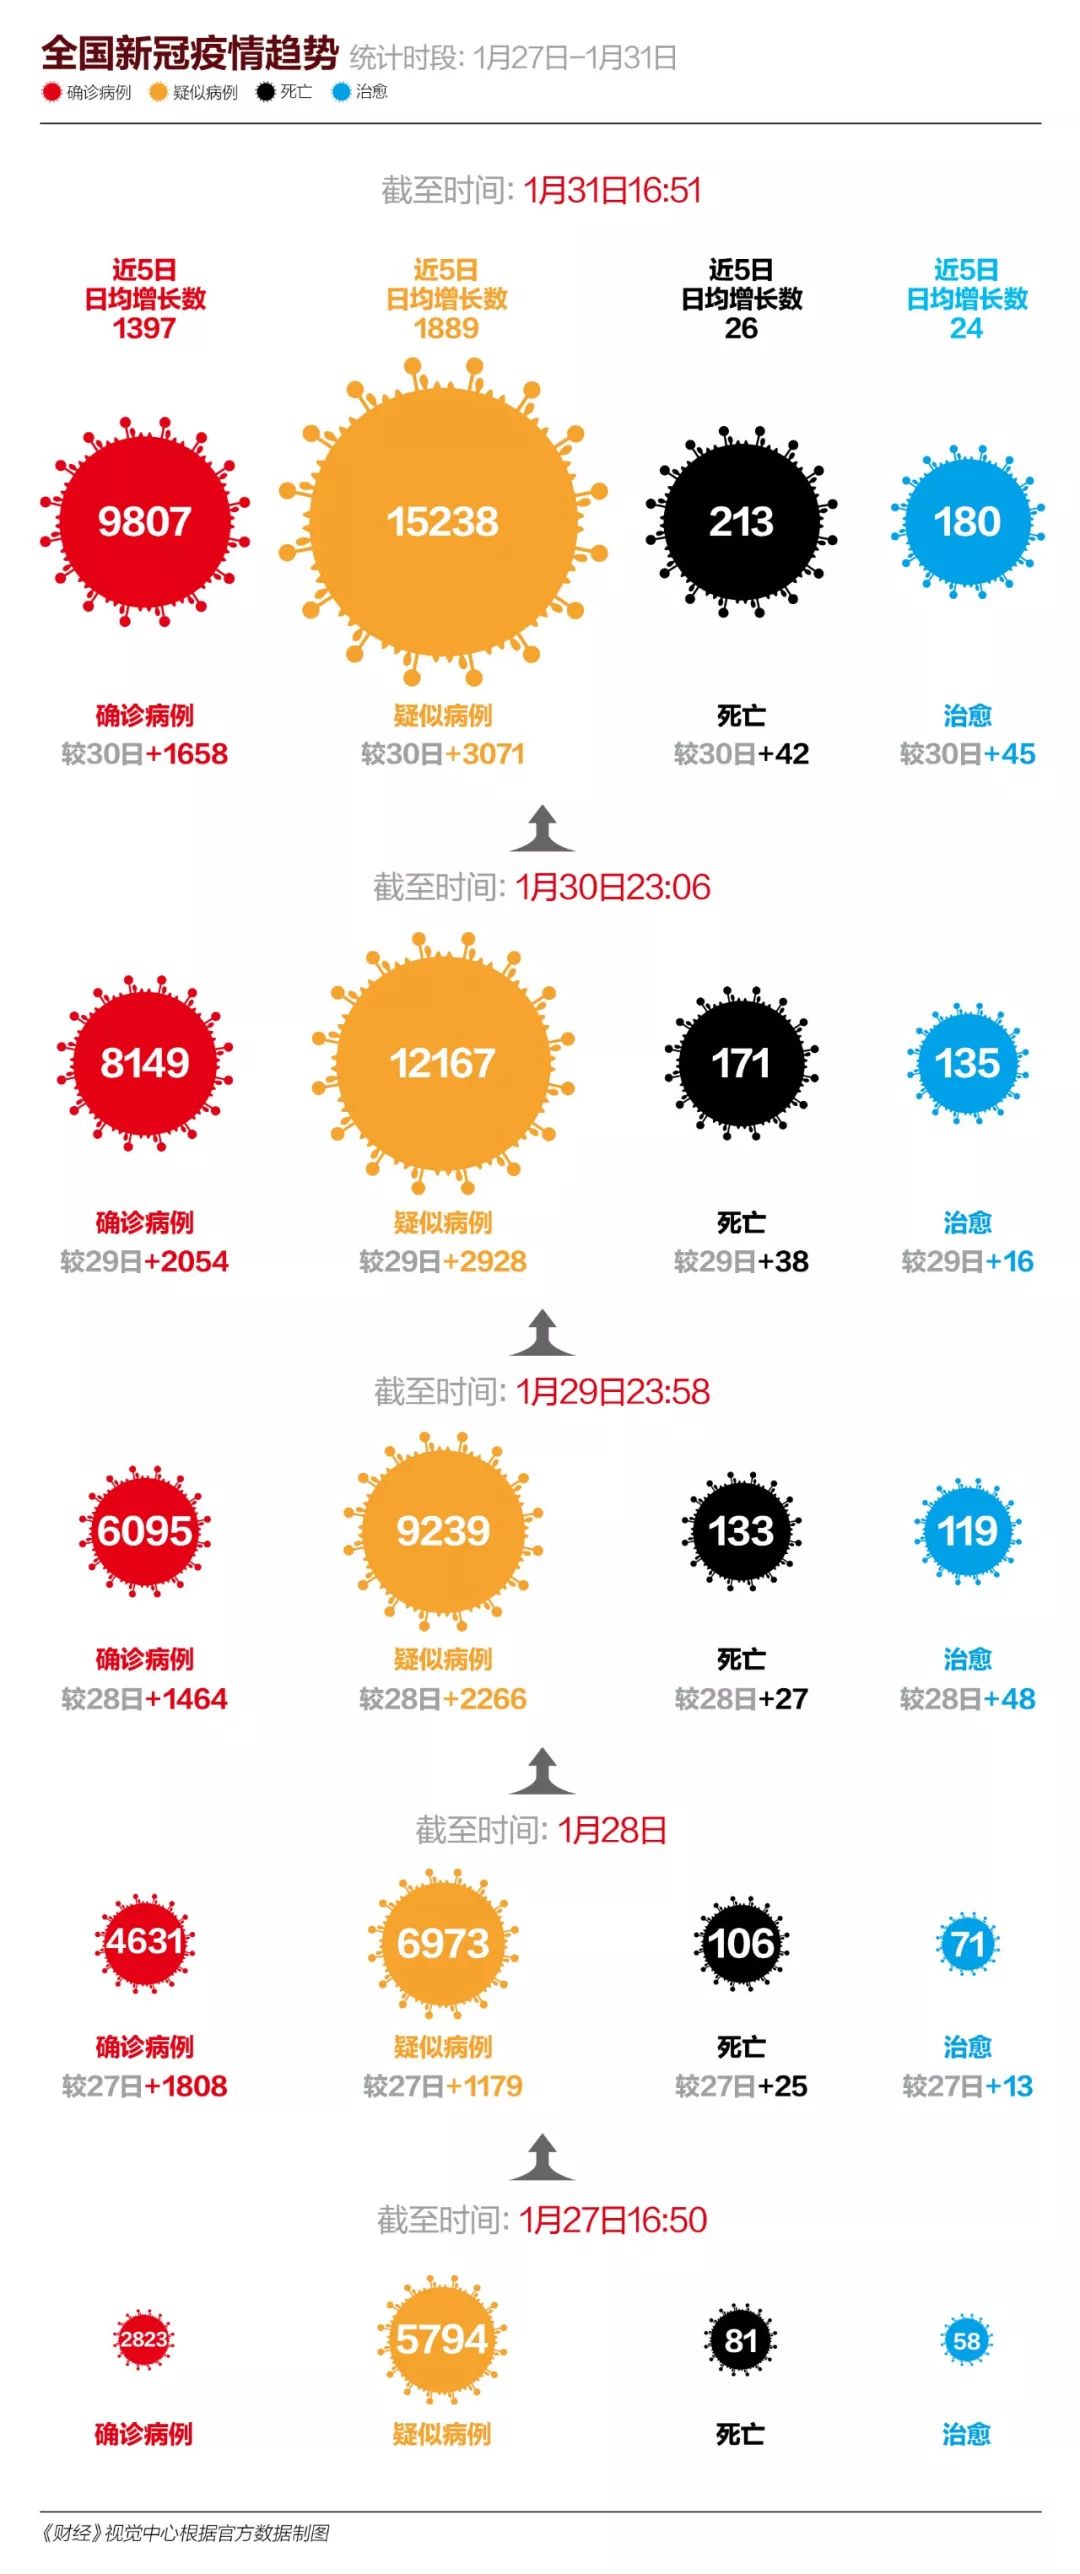 全国新冠疫情趋势 统计时段: 1月27日-1月31日
确诊病例 疑似病例 死亡 治愈
截至时间: 1月31日16:51
近5日 近5日 近5日 近5日
日均增长数 日均增长数 日均增长数 日均增长数
1397 1889 26 24
9807 15238 213 180
确诊病例 疑似病例 死亡 治愈
较30日+1658 较30日+3071 较30日+42 较30日+45
截至时间: 1月30日23:06
8149 12167 171 135
确诊病例 疑似病例 死亡 治愈
较29日+2054 较29日+2928 较29日+38 较29日+16
截至时间: 1月29日23:58
6095 9239 133 119
确诊病例 疑似病例 死亡 治愈
较28日+1464 较28日+2266 较28日+27 较28日+48
截至时间: 1月28日
4631 6973 106 71
确诊病例 疑似病例 死亡 治愈
较27日+1808 较27日+1179 较27日+25 较27日+13
截至时间: 1月27日16:50
2823 5794 81 58
确诊病例 疑似病例 死亡 治愈
《财经》视觉中心根据官方数据制图